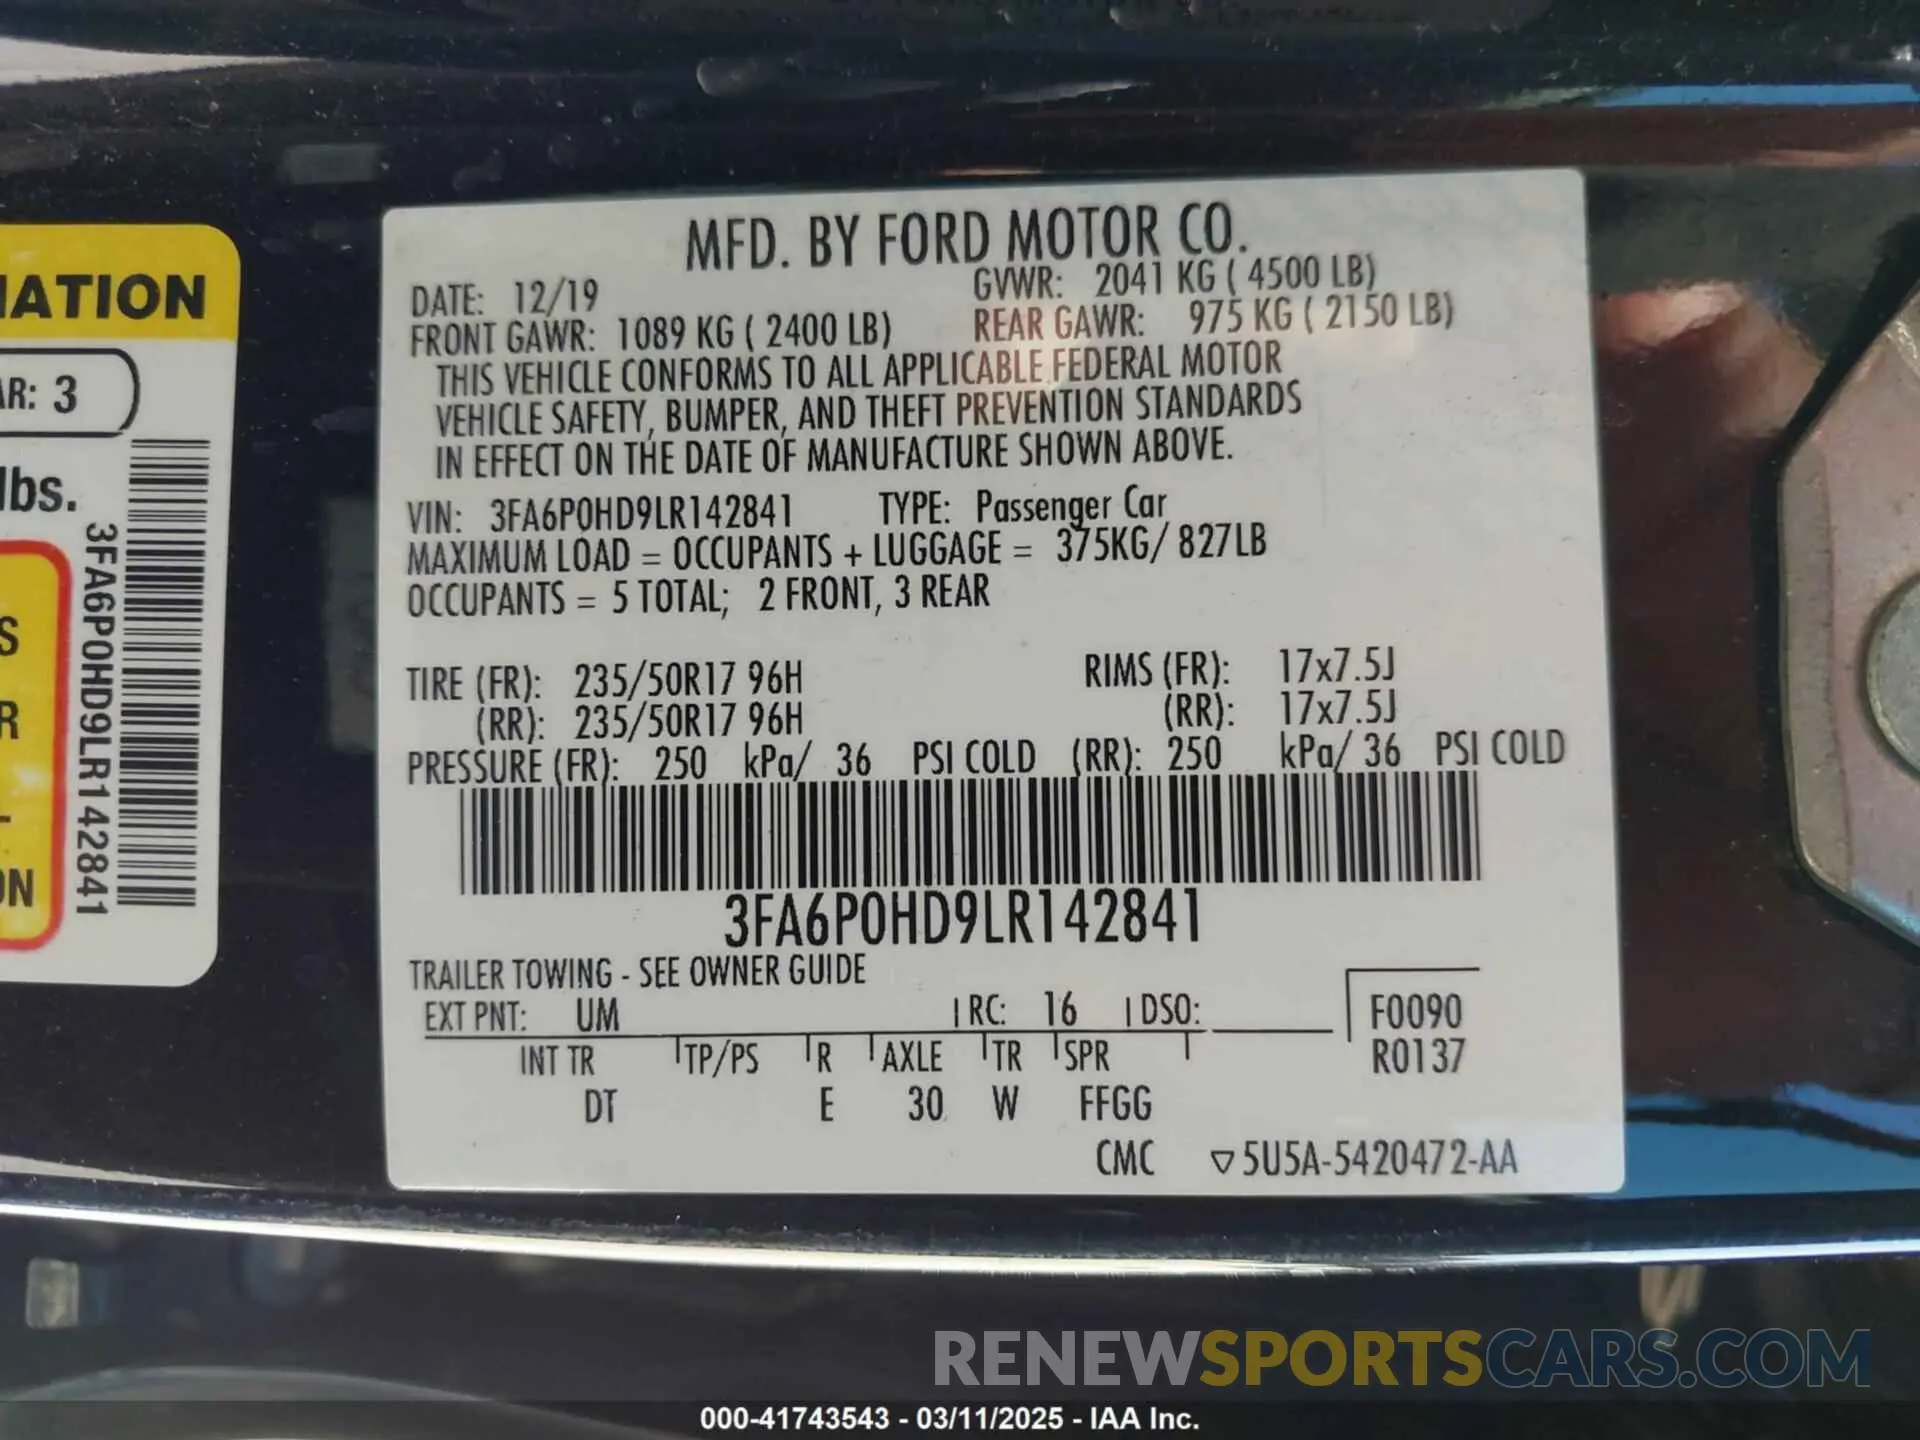 MATION
AR: 3
lbs.
S
R
ON
3FA6P0HD9LR142841
MFD. BY FORD MOTOR CO.
DATE: 12/19
GVWR: 2041 KG ( 4500 LB)
FRONT GAWR: 1089 KG ( 2400 LB)
REAR GAWR: 975 KG ( 2150 LB)
THIS VEHICLE CONFORMS TO ALL APPLICABLE FEDERAL MOTOR
VEHICLE SAFETY, BUMPER, AND THEFT PREVENTION STANDARDS
IN EFFECT ON THE DATE OF MANUFACTURE SHOWN ABOVE.
VIN: 3FA6P0HD9LR142841 TYPE: Passenger Car
MAXIMUM LOAD = OCCUPANTS + LUGGAGE = 375KG/ 827LB
OCCUPANTS = 5 TOTAL; 2 FRONT, 3 REAR
TIRE (FR): 235/50R17 96H RIMS (FR): 17x7.5J
(RR): 235/50R17 96H (RR): 17x7.5J
PRESSURE (FR): 250 kPa/ 36 PSI COLD (RR): 250 kPa/ 36 PSI COLD
3FA6P0HD9LR142841
TRAILER TOWING - SEE OWNER GUIDE
EXT PNT: UM RC: 16 DSO:
F0090
R0137
INT TR TP/PS R AXLE TR SPR
DT E 30 W FFGG
CMC ▽5U5A-5420472-AA
RENEWSPORTSCARS.COM
000-41743543 - 03/11/2025 - IAA Inc.